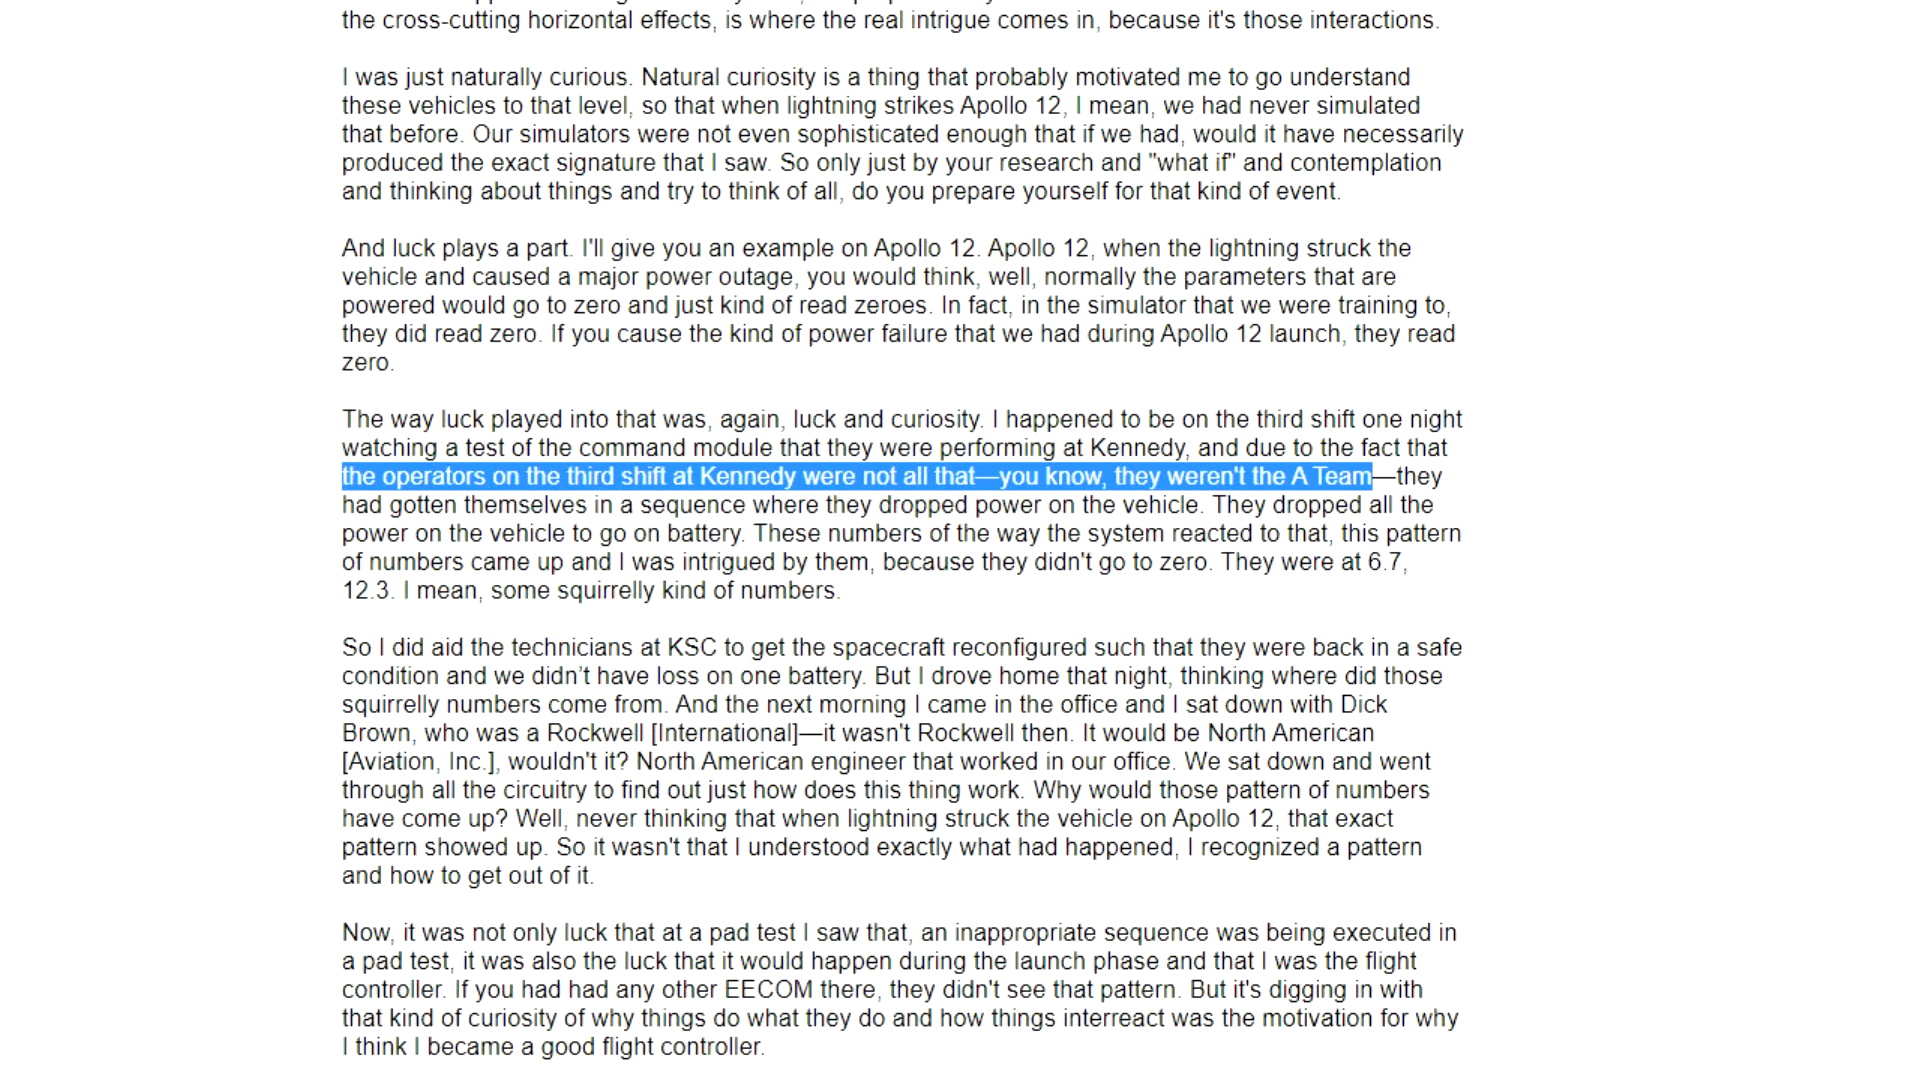 the cross-cutting horizontal effects, is where the real intrigue comes in, because it's those interactions.
I was just naturally curious. Natural curiosity is a thing that probably motivated me to go understand
these vehicles to that level, so that when lightning strikes Apollo 12, I mean, we had never simulated
that before. Our simulators were not even sophisticated enough that if we had, would it have necessarily
produced the exact signature that I saw. So only just by your research and "what if" and contemplation
and thinking about things and try to think of all, do you prepare yourself for that kind of event.
And luck plays a part. I'll give you an example on Apollo 12. Apollo 12, when the lightning struck the
vehicle and caused a major power outage, you would think, well, normally the parameters that are
powered would go to zero and just kind of read zeroes. In fact, in the simulator that we were training to,
they did read zero. If you cause the kind of power failure that we had during Apollo 12 launch, they read
zero.
The way luck played into that was, again, luck and curiosity. I happened to be on the third shift one night
watching a test of the command module that they were performing at Kennedy, and due to the fact that
the operators on the third shift at Kennedy were not all that—you know, they weren't the A Team—they
had gotten themselves in a sequence where they dropped power on the vehicle. They dropped all the
power on the vehicle to go on battery. These numbers of the way the system reacted to that, this pattern
of numbers came up and I was intrigued by them, because they didn't go to zero. They were at 6.7,
12.3. I mean, some squirrelly kind of numbers.
So I did aid the technicians at KSC to get the spacecraft reconfigured such that they were back in a safe
condition and we didn’t have loss on one battery. But I drove home that night, thinking where did those
squirrelly numbers come from. And the next morning I came in the office and I sat down with Dick
Brown, who was a Rockwell [International]—it wasn't Rockwell then. It would be North American
[Aviation, Inc.], wouldn't it? North American engineer that worked in our office. We sat down and went
through all the circuitry to find out just how does this thing work. Why would those pattern of numbers
have come up? Well, never thinking that when lightning struck the vehicle on Apollo 12, that exact
pattern showed up. So it wasn't that I understood exactly what had happened, I recognized a pattern
and how to get out of it.
Now, it was not only luck that at a pad test I saw that, an inappropriate sequence was being executed in
a pad test, it was also the luck that it would happen during the launch phase and that I was the flight
controller. If you had had any other EECOM there, they didn't see that pattern. But it's digging in with
that kind of curiosity of why things do what they do and how things interreact was the motivation for why
I think I became a good flight controller.